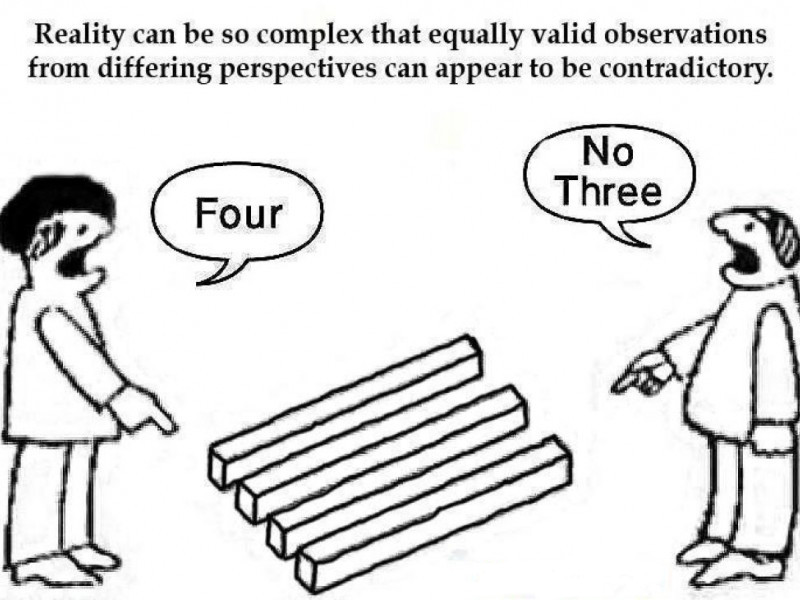 Reality can be so complex that equally valid observations
from differing perspectives can appear to be contradictory.
Four
No
Three